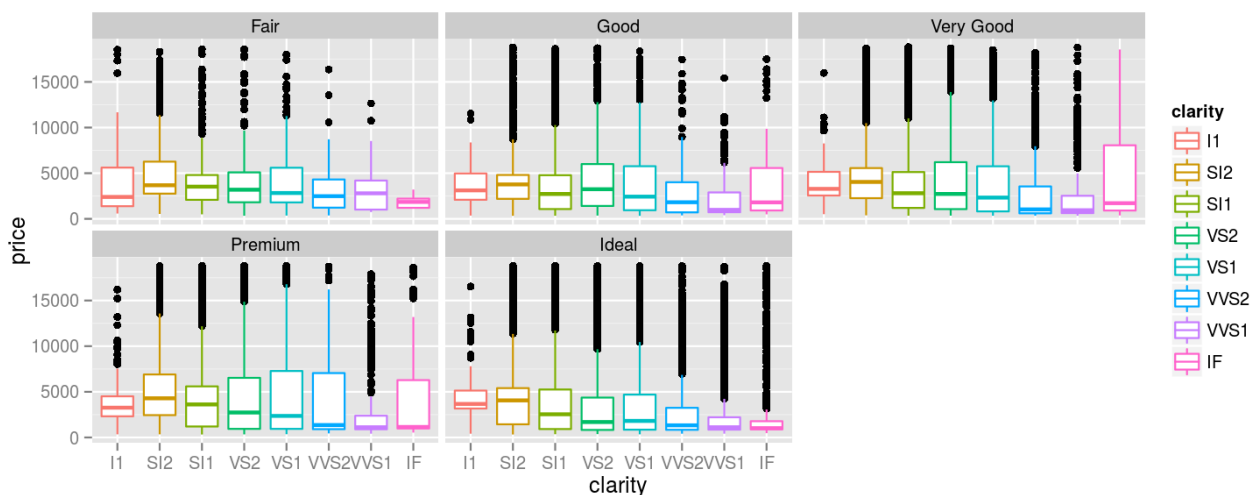 Fair Good Very Good
15000
10000
5000
0
price
Premium Ideal
15000
10000
5000
0
I1 SI2 SI1 VS2 VS1 VVS2 VVS1 IF I1 SI2 SI1 VS2 VS1 VVS2 VVS1 IF
clarity
clarity
I1
SI2
SI1
VS2
VS1
VVS2
VVS1
IF